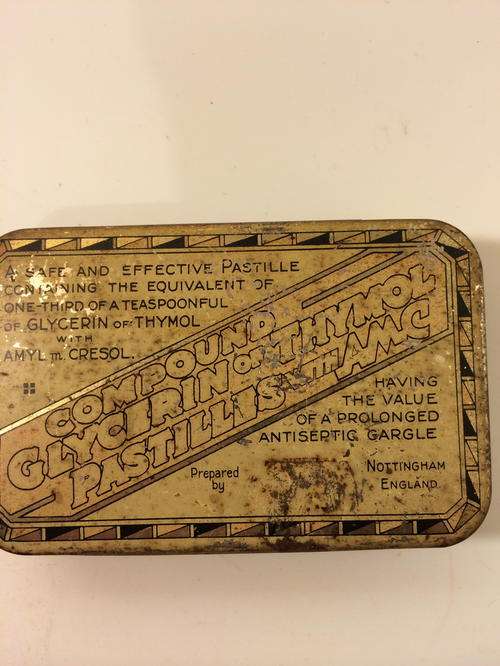 A SAFE AND EFFECTIVE PASTILLE
CONTAINING THE EQUIVALENT OF
ONE-THIRD OF A TEASPOONFUL
OF GLYCERIN OF THYMOL
WITH
AMYL m. CRESOL.
COMPOUND
GLYCERIN OF THYMOL
PASTILLES WITH AMC
HAVING
THE VALUE
OF A PROLONGED
ANTISEPTIC GARGLE
Prepared
by
NOTTINGHAM
ENGLAND